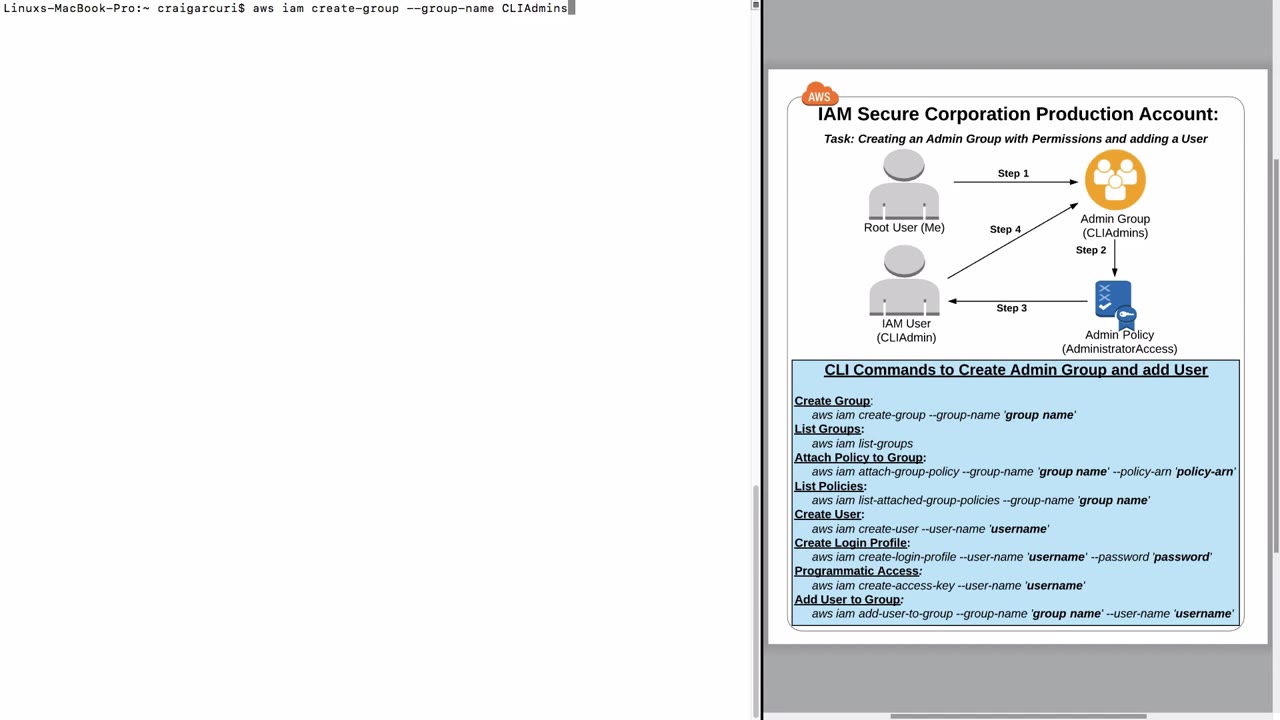 Linuxs-MacBook-Pro:~ craigarcuri$ aws iam create-group --group-name CLIAdmins
AWS
IAM Secure Corporation Production Account:
Task: Creating an Admin Group with Permissions and adding a User
Step 1
Root User (Me)
Admin Group
(CLIAdmins)
Step 4
Step 2
Step 3
IAM User
(CLIAdmin)
Admin Policy
(AdministratorAccess)
CLI Commands to Create Admin Group and add User
Create Group:
aws iam create-group --group-name 'group name'
List Groups:
aws iam list-groups
Attach Policy to Group:
aws iam attach-group-policy --group-name 'group name' --policy-arn 'policy-arn'
List Policies:
aws iam list-attached-group-policies --group-name 'group name'
Create User:
aws iam create-user --user-name 'username'
Create Login Profile:
aws iam create-login-profile --user-name 'username' --password 'password'
Programmatic Access:
aws iam create-access-key --user-name 'username'
Add User to Group:
aws iam add-user-to-group --group-name 'group name' --user-name 'username'